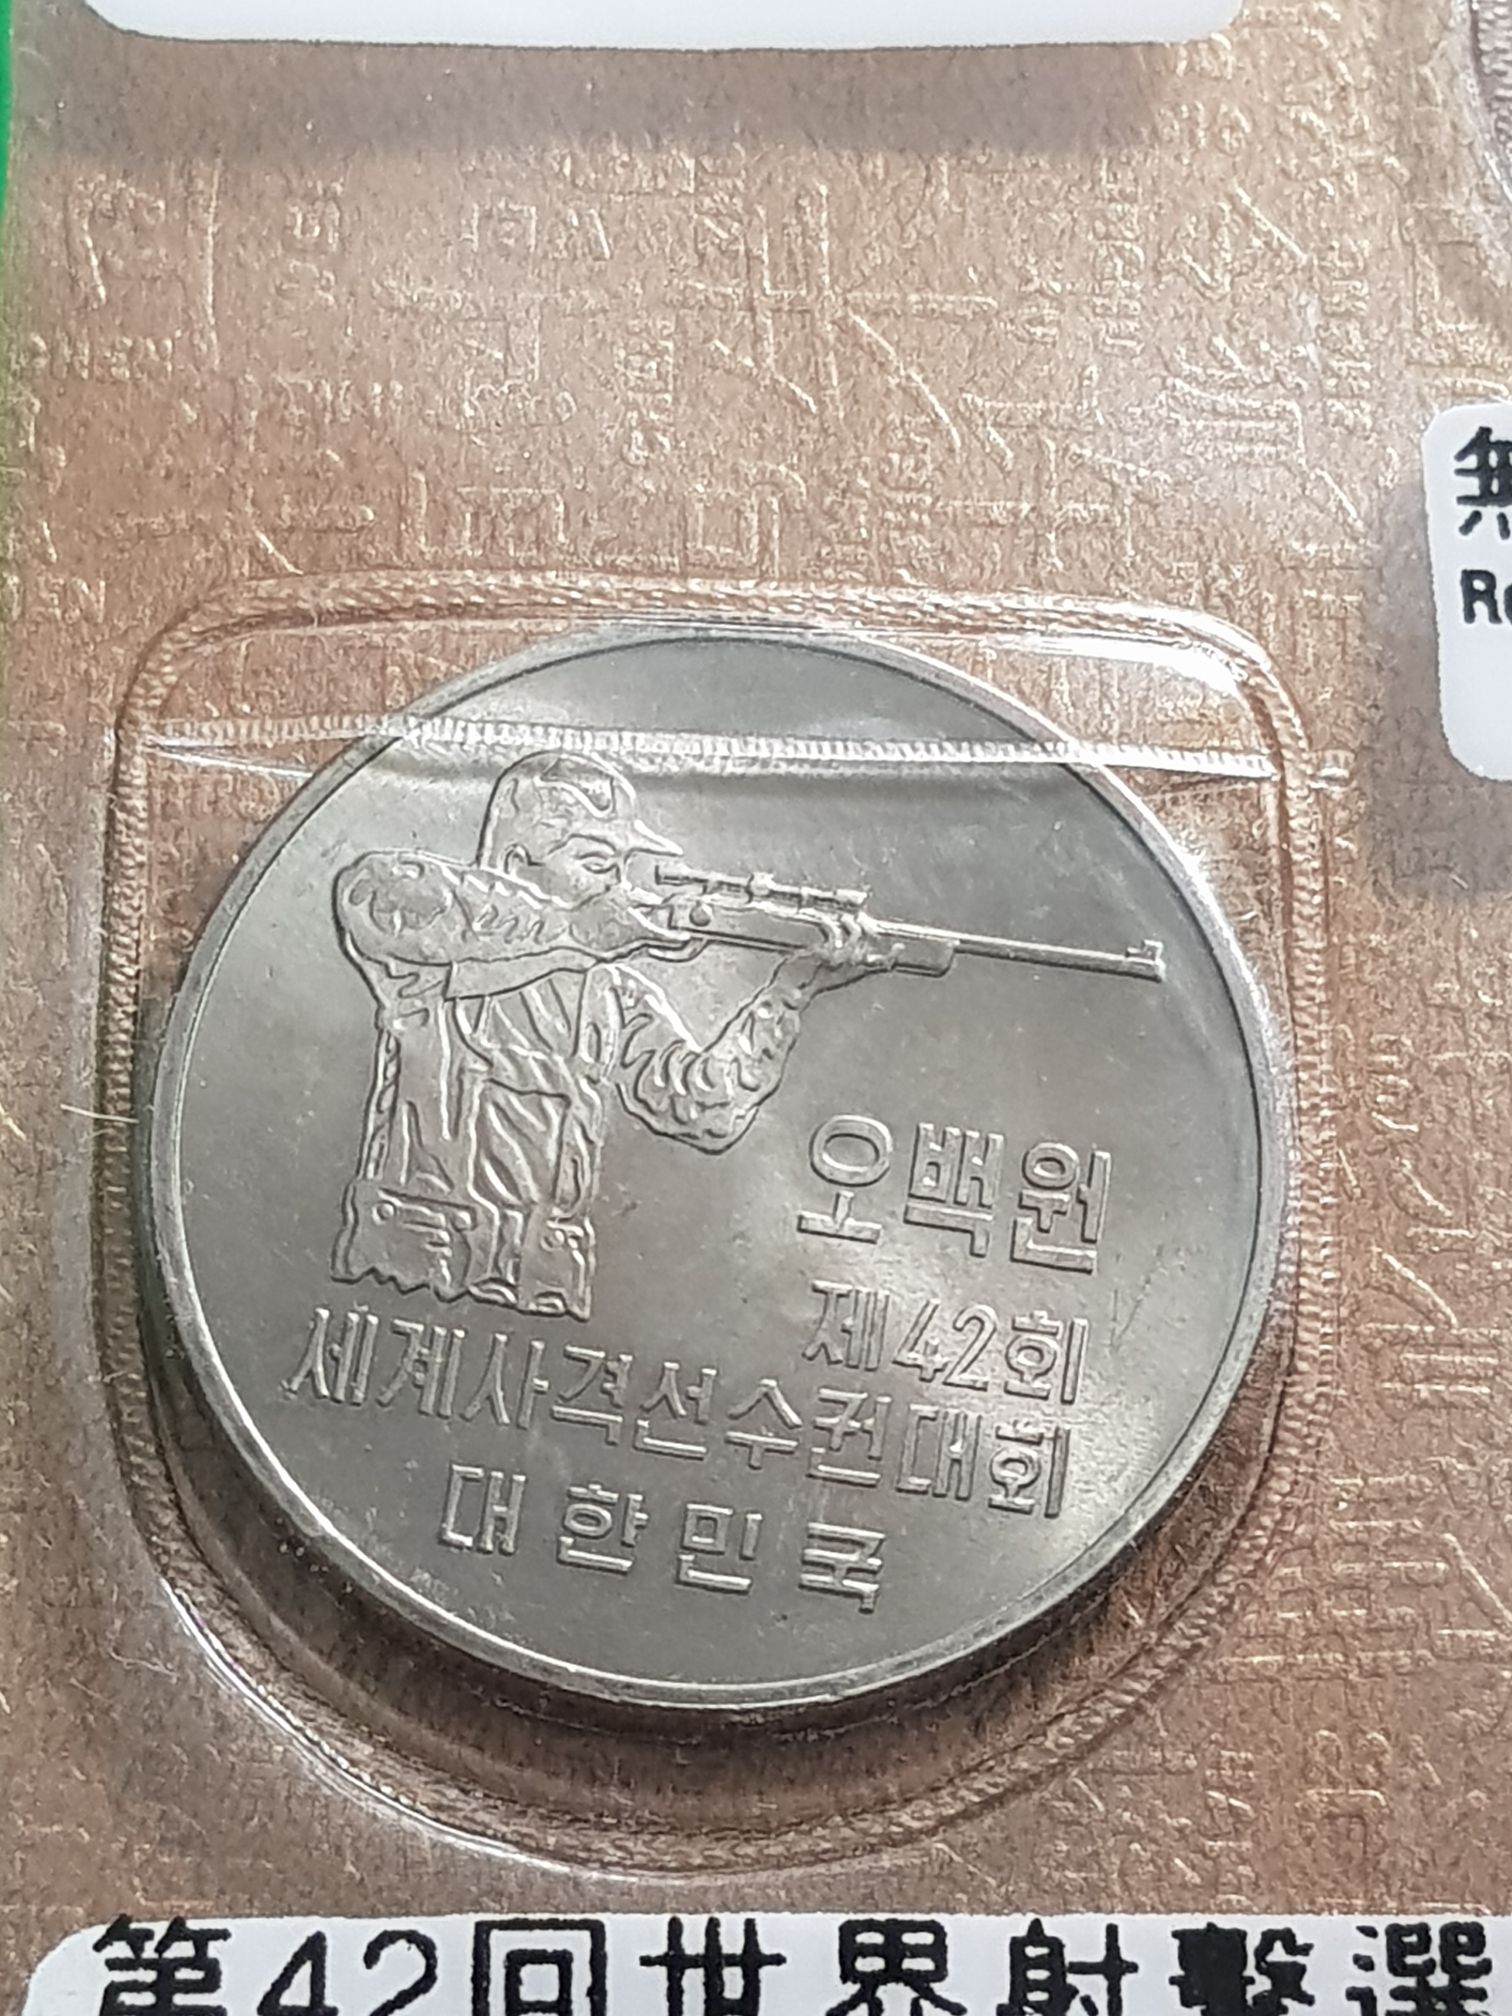 無
오백원
제42회
세계사격선수권대회
대한민국
第42回世界射擊選